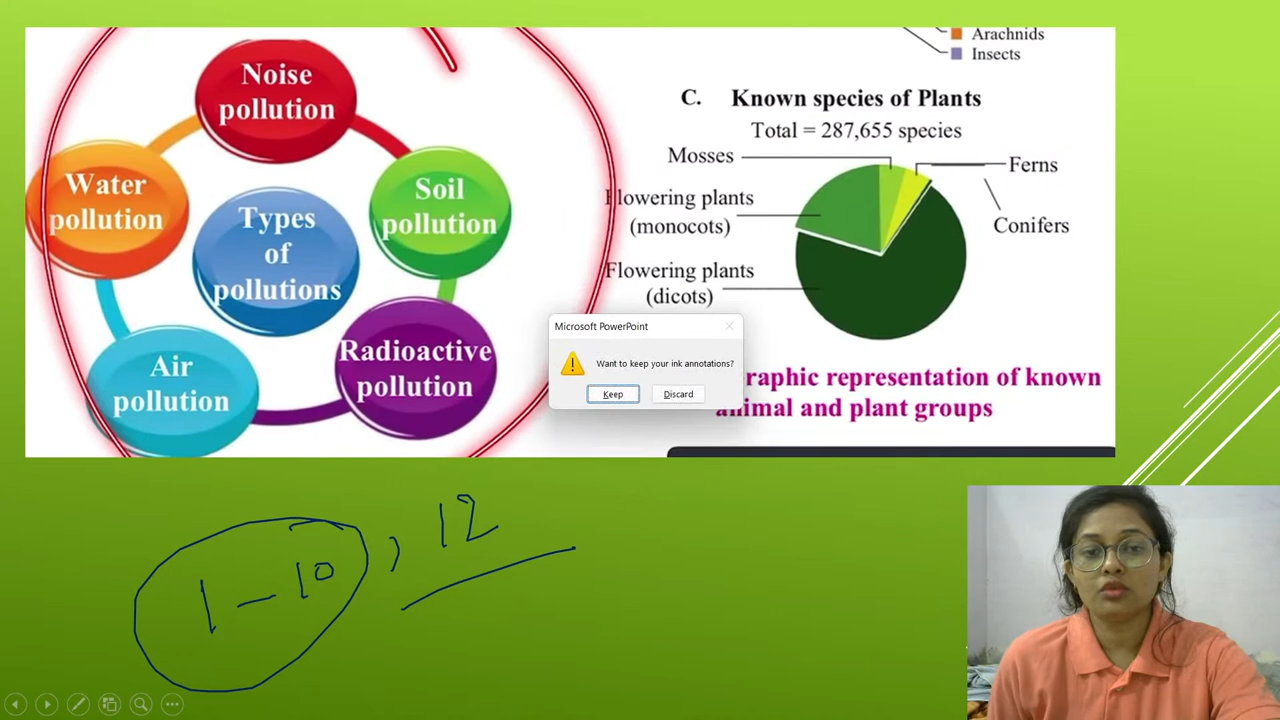 Noise
pollution
Water
pollution
Types
of
pollutions
Soil
pollution
Air
pollution
Radioactive
pollution
Arachnids
Insects
C. Known species of Plants
Total = 287,655 species
Mosses
Ferns
Flowering plants
(monocots)
Conifers
Flowering plants
(dicots)
Microsoft PowerPoint
Want to keep your ink annotations?
Keep
Discard
raphic representation of known
animal and plant groups
1 - 10 , 12